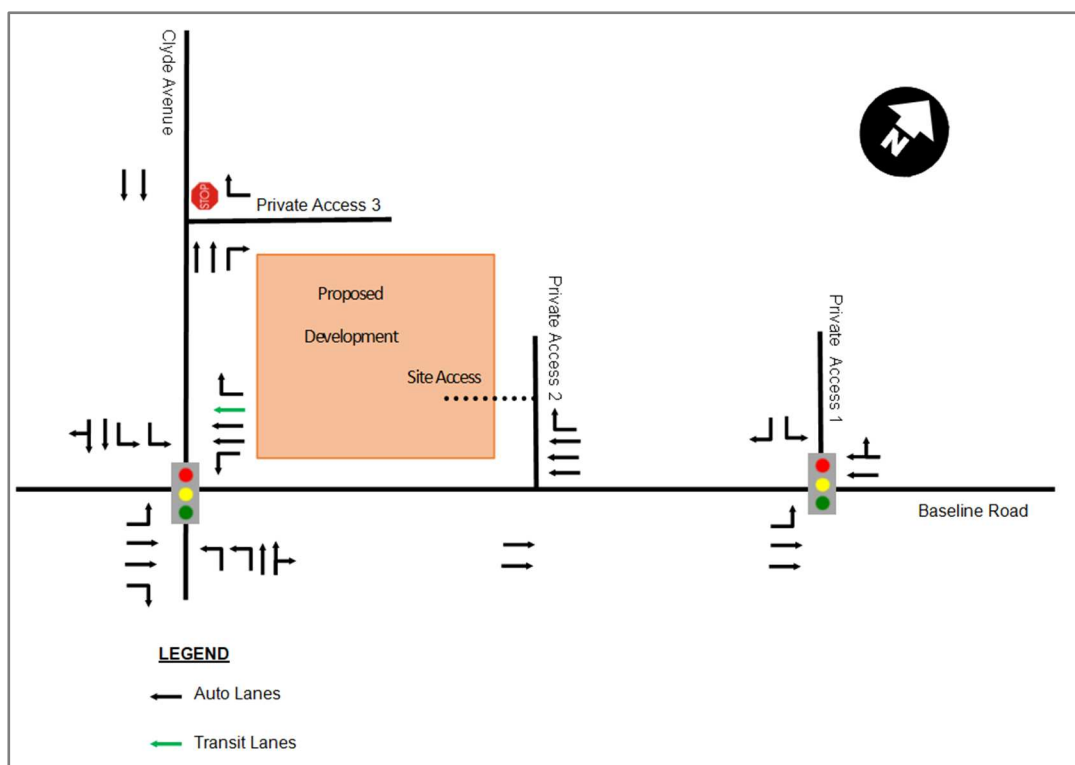 Clyde Avenue
N
STOP
Private Access 3
Proposed
Development
Site Access
Private Access 2
Private Access 1
Baseline Road
LEGEND
Auto Lanes
Transit Lanes